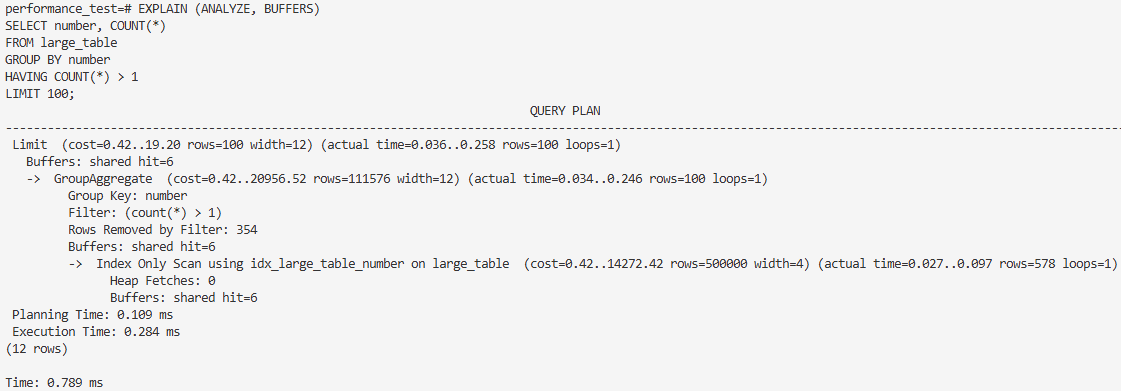 performance_test=# EXPLAIN (ANALYZE, BUFFERS)
SELECT number, COUNT(*)
FROM large_table
GROUP BY number
HAVING COUNT(*) > 1
LIMIT 100;
QUERY PLAN
---------------------------------------------------------------------------------------------------------------------------------------------------------------
Limit  (cost=0.42..19.20 rows=100 width=12) (actual time=0.036..0.258 rows=100 loops=1)
  Buffers: shared hit=6
  ->  GroupAggregate  (cost=0.42..20956.52 rows=111576 width=12) (actual time=0.034..0.246 rows=100 loops=1)
        Group Key: number
        Filter: (count(*) > 1)
        Rows Removed by Filter: 354
        Buffers: shared hit=6
        ->  Index Only Scan using idx_large_table_number on large_table  (cost=0.42..14272.42 rows=500000 width=4) (actual time=0.027..0.097 rows=578 loops=1)
              Heap Fetches: 0
              Buffers: shared hit=6
Planning Time: 0.109 ms
Execution Time: 0.284 ms
(12 rows)
Time: 0.789 ms